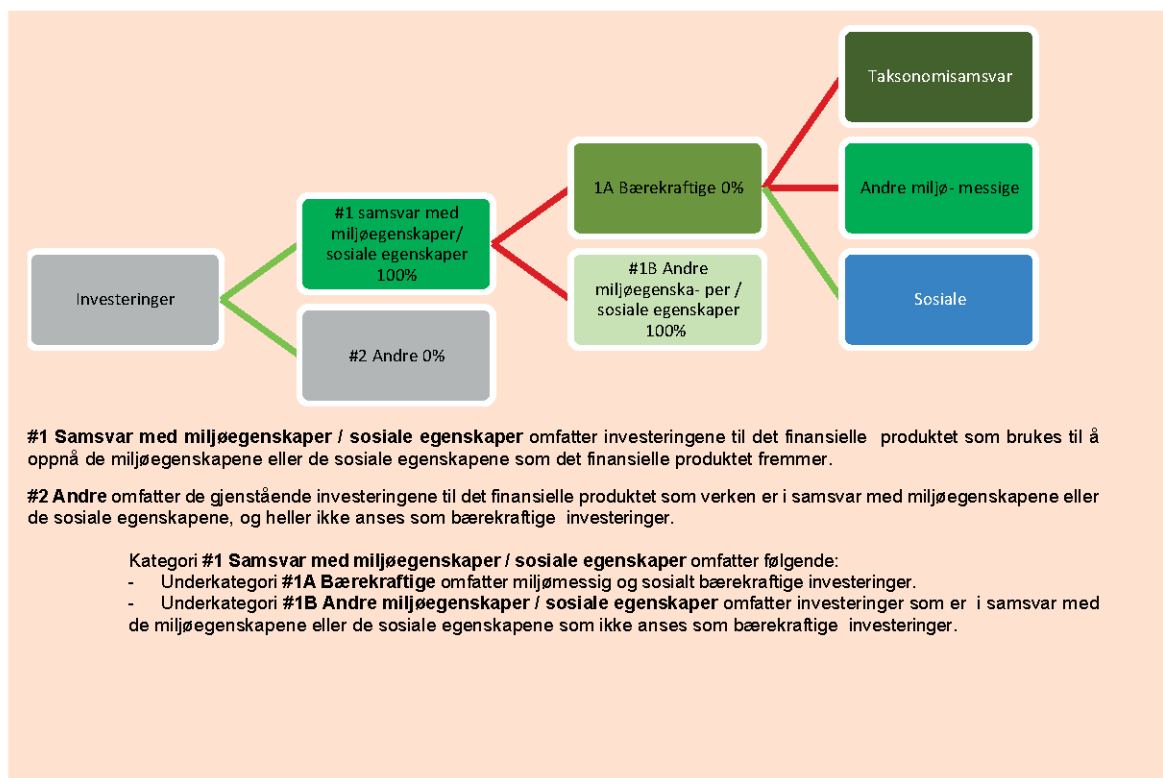 Investeringer
#1 samsvar med
miljøegenskaper/
sosiale egenskaper
100%
#2 Andre 0%
1A Bærekraftige 0%
#1B Andre
miljøegenska- per /
sosiale egenskaper
100%
Taksonomisamsvar
Andre miljø- messige
Sosiale
#1 Samsvar med miljøegenskaper / sosiale egenskaper omfatter investeringene til det finansielle produktet som brukes til å
oppnå de miljøegenskapene eller de sosiale egenskapene som det finansielle produktet fremmer.
#2 Andre omfatter de gjenstående investeringene til det finansielle produktet som verken er i samsvar med miljøegenskapene eller
de sosiale egenskapene, og heller ikke anses som bærekraftige investeringer.
Kategori #1 Samsvar med miljøegenskaper / sosiale egenskaper omfatter følgende:
- Underkategori #1A Bærekraftige omfatter miljømessig og sosialt bærekraftige investeringer.
- Underkategori #1B Andre miljøegenskaper / sosiale egenskaper omfatter investeringer som er i samsvar med
de miljøegenskapene eller de sosiale egenskapene som ikke anses som bærekraftige investeringer.